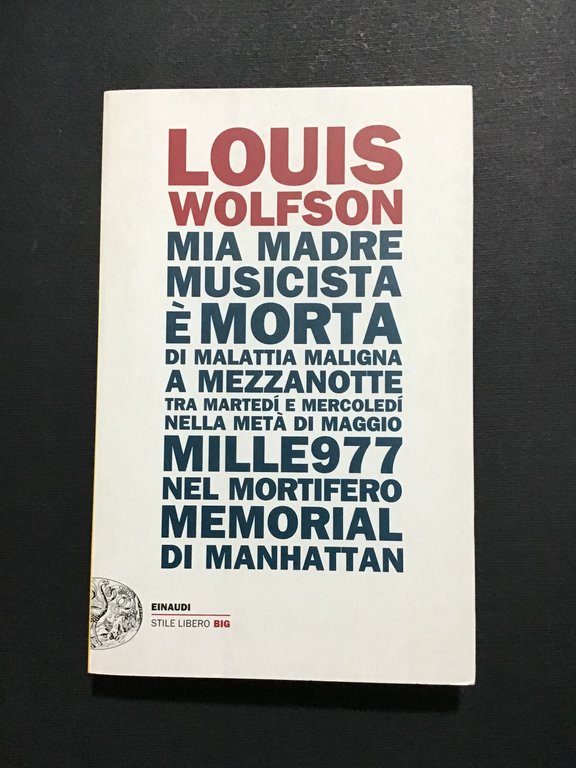 LOUIS
WOLFSON
MIA MADRE
MUSICISTA
È MORTA
DI MALATTIA MALIGNA
A MEZZANOTTE
TRA MARTEDÍ E MERCOLEDÍ
NELLA METÀ DI MAGGIO
MILLE977
NEL MORTIFERO
MEMORIAL
DI MANHATTAN
EINAUDI
STILE LIBERO BIG